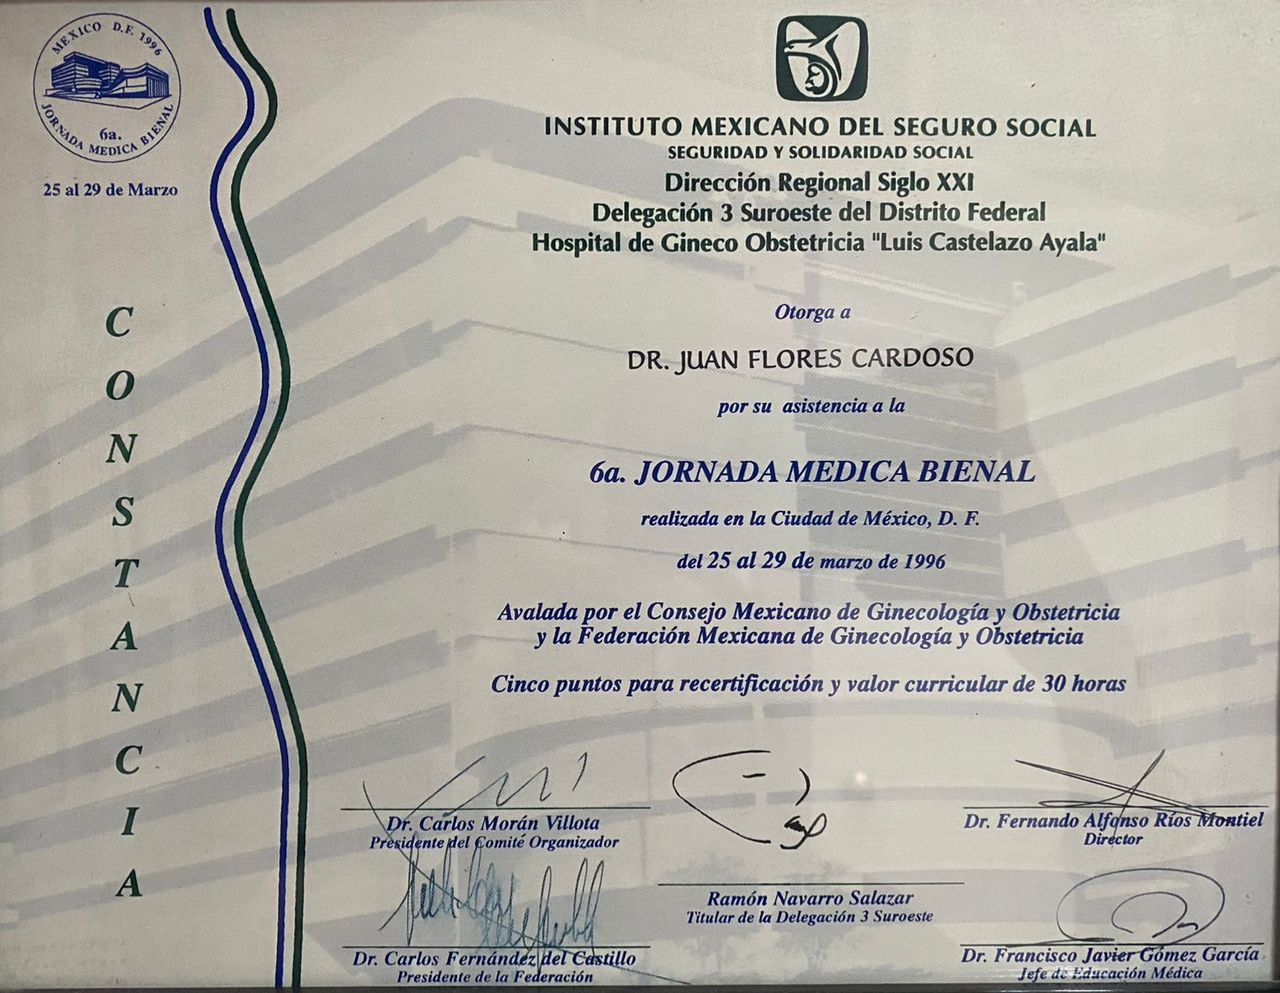 MEXICO D.F. 1996
6a.
JORNADA MEDICA BIENAL
25 al 29 de Marzo
CONSTANCIA
INSTITUTO MEXICANO DEL SEGURO SOCIAL
SEGURIDAD Y SOLIDARIDAD SOCIAL
Dirección Regional Siglo XXI
Delegación 3 Suroeste del Distrito Federal
Hospital de Gineco Obstetricia "Luis Castelazo Ayala"
Otorga a
DR. JUAN FLORES CARDOSO
por su asistencia a la
6a. JORNADA MEDICA BIENAL
realizada en la Ciudad de México, D. F.
del 25 al 29 de marzo de 1996
Avalada por el Consejo Mexicano de Ginecología y Obstetricia
y la Federación Mexicana de Ginecología y Obstetricia
Cinco puntos para recertificación y valor curricular de 30 horas
Dr. Carlos Morán Villota
Presidente del Comité Organizador
Dr. Fernando Alfonso Ríos Montiel
Director
Ramón Navarro Salazar
Titular de la Delegación 3 Suroeste
Dr. Carlos Fernández del Castillo
Presidente de la Federación
Dr. Francisco Javier Gómez García
Jefe de Educación Médica